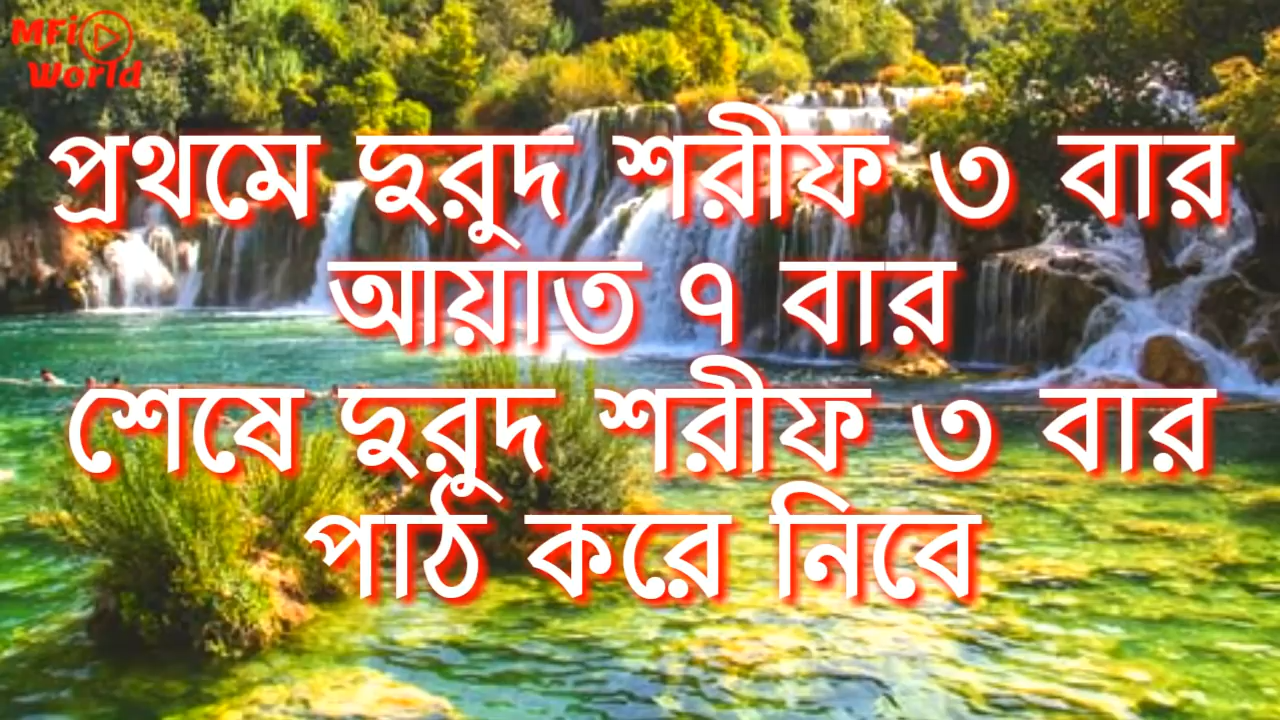 MFi
World
প্রথমে দুরুদ শরীফ ৩ বার
আয়াত ৭ বার
শেষে দুরুদ শরীফ ৩ বার
পাঠ করে নিবে